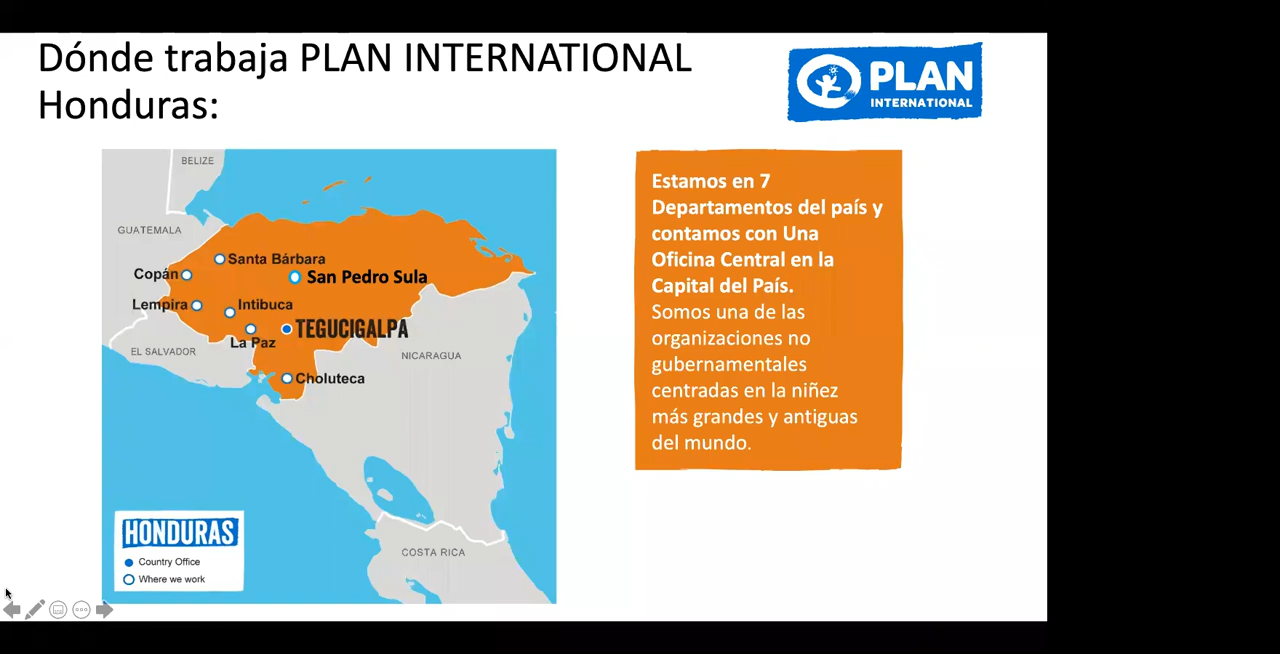 Dónde trabaja PLAN INTERNATIONAL
Honduras:
PLAN
INTERNATIONAL
BELIZE
GUATEMALA
Santa Bárbara
Copán
San Pedro Sula
Lempira
Intibuca
TEGUCIGALPA
La Paz
EL SALVADOR
NICARAGUA
Choluteca
COSTA RICA
HONDURAS
Country Office
Where we work
Estamos en 7
Departamentos del país y
contamos con Una
Oficina Central en la
Capital del País.
Somos una de las
organizaciones no
gubernamentales
centradas en la niñez
más grandes y antiguas
del mundo.